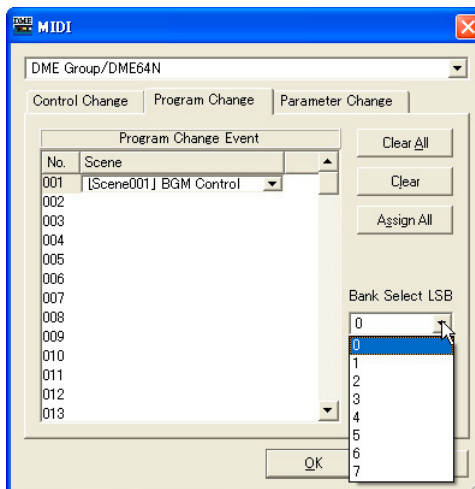 DME
MIDI
DME Group/DME64N
Control Change Program Change Parameter Change
Program Change Event
No. Scene
001 [Scene001] BGM Control
002
003
004
005
006
007
008
009
010
011
012
013
Clear All
Clear
Assign All
Bank Select LSB
0
0
1
2
3
4
5
6
7
OK